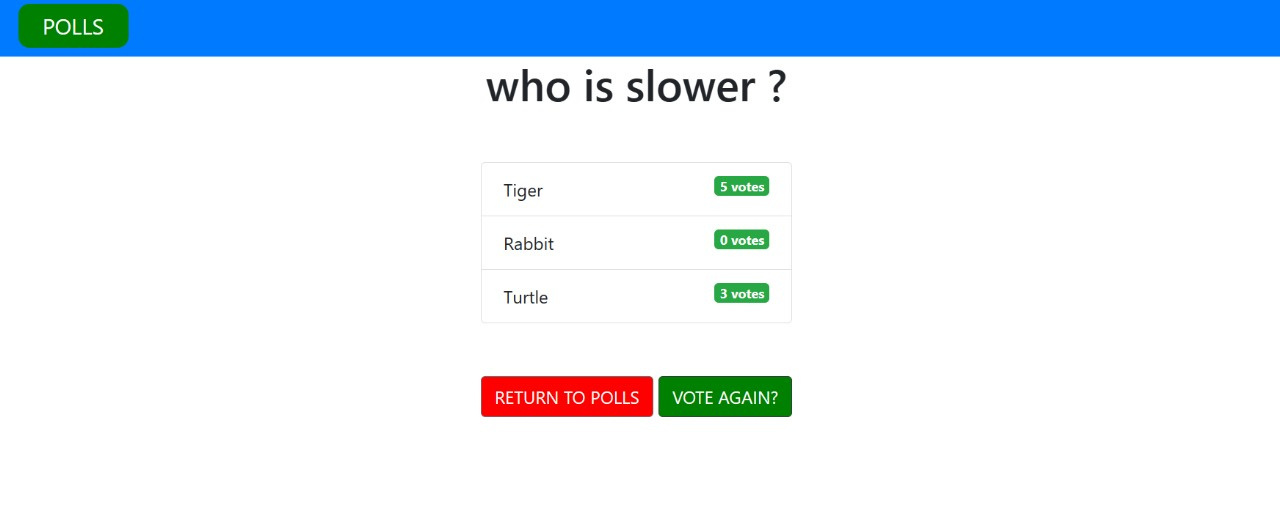 POLLS
who is slower ?
Tiger 5 votes
Rabbit 0 votes
Turtle 3 votes
RETURN TO POLLS VOTE AGAIN?